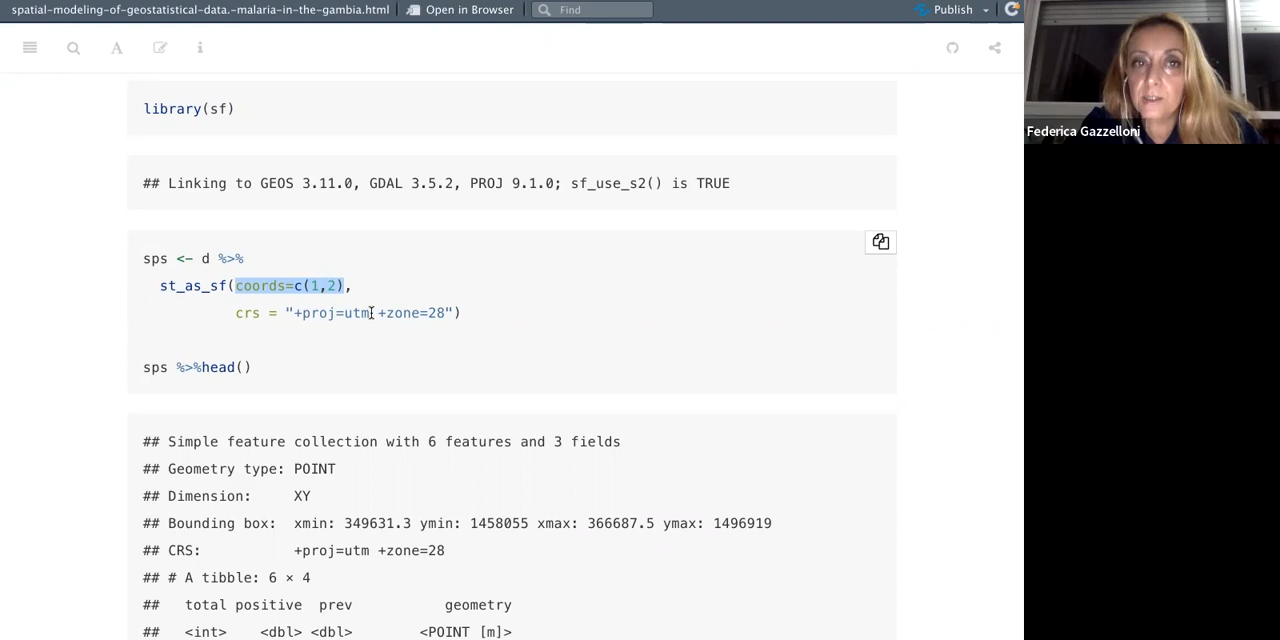 spatial-modeling-of-geostatistical-data.-malaria-in-the-gambia.html
Open in Browser
Find
Publish
library(sf)
## Linking to GEOS 3.11.0, GDAL 3.5.2, PROJ 9.1.0; sf_use_s2() is TRUE
sps <- d %>%
st_as_sf(coords=c(1,2),
crs = "+proj=utm +zone=28")
sps %>%head()
## Simple feature collection with 6 features and 3 fields
## Geometry type: POINT
## Dimension:     XY
## Bounding box:  xmin: 349631.3 ymin: 1458055 xmax: 366687.5 ymax: 1496919
## CRS:           +proj=utm +zone=28
## # A tibble: 6 × 4
##   total positive  prev           geometry
##   <int>    <dbl> <dbl>        <POINT [m]>
Federica Gazzelloni